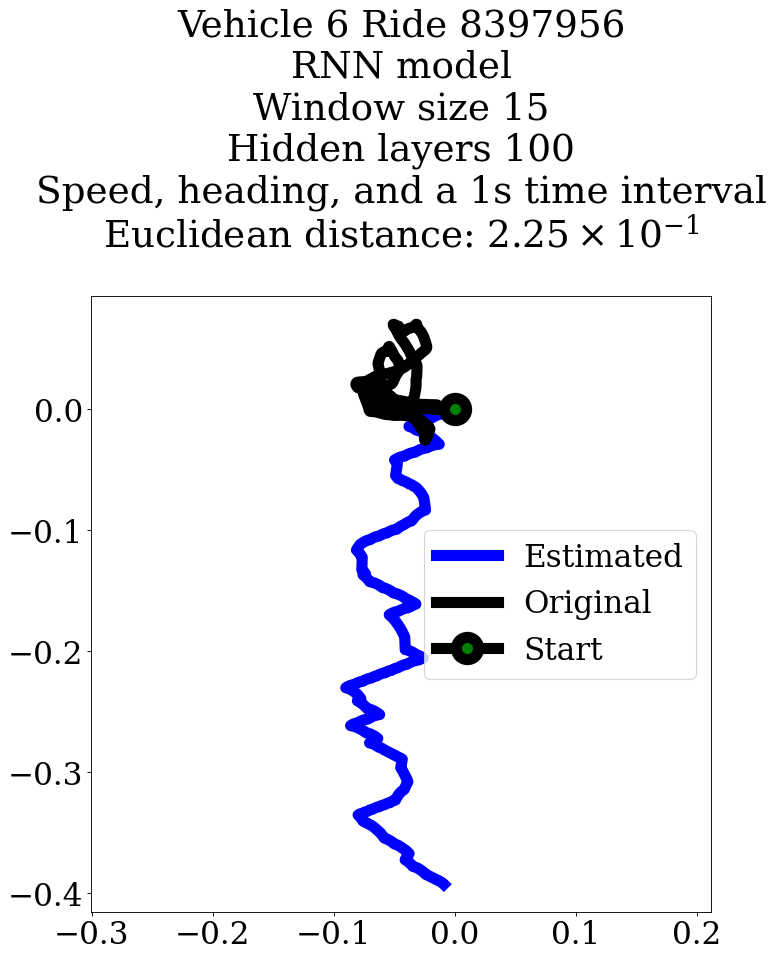 Vehicle 6 Ride 8397956
RNN model
Window size 15
Hidden layers 100
Speed, heading, and a 1s time interval
Euclidean distance: 2.25 × 10⁻¹
0.0
−0.1
−0.2
−0.3
−0.4
Estimated
Original
Start
−0.3 −0.2 −0.1 0.0 0.1 0.2